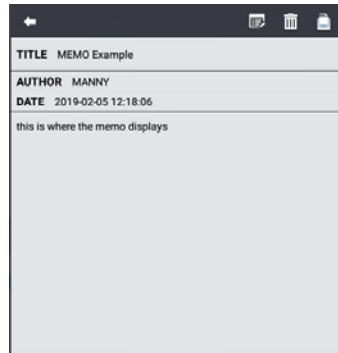 TITLE MEMO Example
AUTHOR MANNY
DATE 2019-02-05 12:18:06
this is where the memo displays